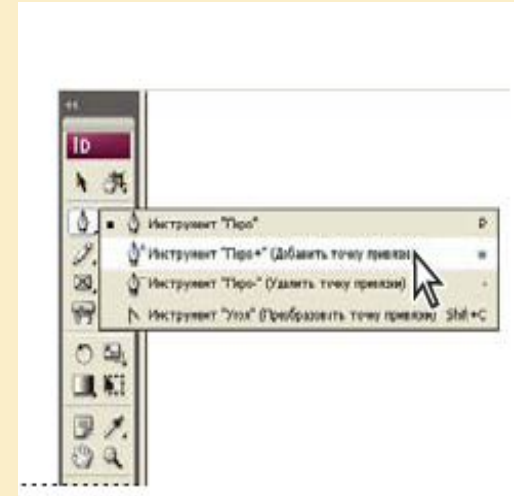 ID
Инструмент "Перо" P
Инструмент "Перо+" (Добавить точку привязки
Инструмент "Перо-" (Удалить точку привязки) -
Инструмент "Угол" (Преобразовать точку привязки) Shift+C